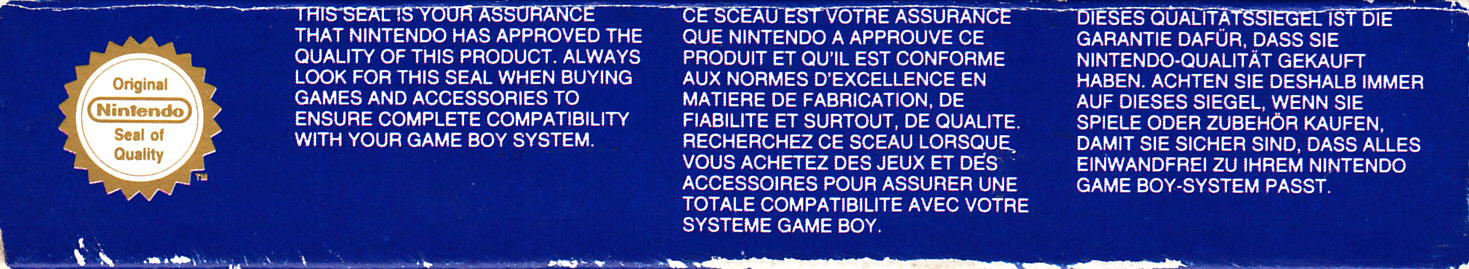 Original
Nintendo
Seal of
Quality
TM
THIS SEAL IS YOUR ASSURANCE
THAT NINTENDO HAS APPROVED THE
QUALITY OF THIS PRODUCT. ALWAYS
LOOK FOR THIS SEAL WHEN BUYING
GAMES AND ACCESSORIES TO
ENSURE COMPLETE COMPATIBILITY
WITH YOUR GAME BOY SYSTEM.
CE SCEAU EST VOTRE ASSURANCE
QUE NINTENDO A APPROUVE CE
PRODUIT ET QU'IL EST CONFORME
AUX NORMES D'EXCELLENCE EN
MATIERE DE FABRICATION, DE
FIABILITE ET SURTOUT, DE QUALITE.
RECHERCHEZ CE SCEAU LORSQUE
VOUS ACHETEZ DES JEUX ET DES
ACCESSOIRES POUR ASSURER UNE
TOTALE COMPATIBILITE AVEC VOTRE
SYSTEME GAME BOY.
DIESES QUALITÄTSSIEGEL IST DIE
GARANTIE DAFÜR, DASS SIE
NINTENDO-QUALITÄT GEKAUFT
HABEN. ACHTEN SIE DESHALB IMMER
AUF DIESES SIEGEL, WENN SIE
SPIELE ODER ZUBEHÖR KAUFEN,
DAMIT SIE SICHER SIND, DASS ALLES
EINWANDFREI ZU IHREM NINTENDO
GAME BOY-SYSTEM PASST.